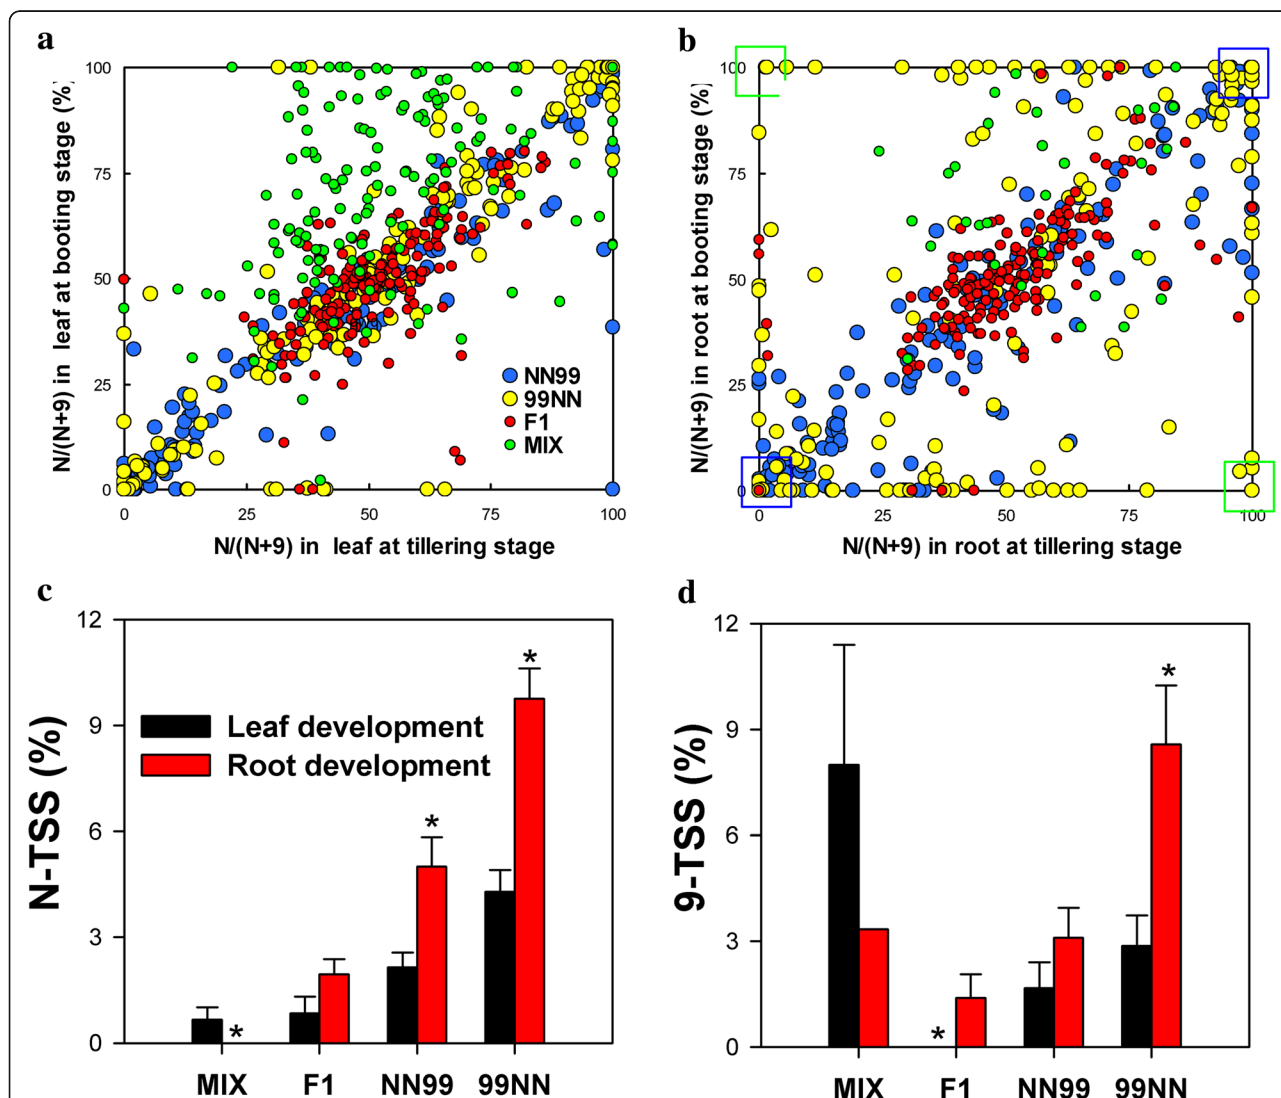 a
N/(N+9) in leaf at booting stage (%)
100
75
50
25
0
0 25 50 75 100
N/(N+9) in leaf at tillering stage
NN99
99NN
F1
MIX
b
N/(N+9) in root at booting stage (%)
100
75
50
25
0
0 25 50 75 100
N/(N+9) in root at tillering stage
c
N-TSS (%)
12
9
6
3
0
Leaf development
Root development
*
*
*
MIX F1 NN99 99NN
d
9-TSS (%)
12
9
6
3
0
*
*
MIX F1 NN99 99NN